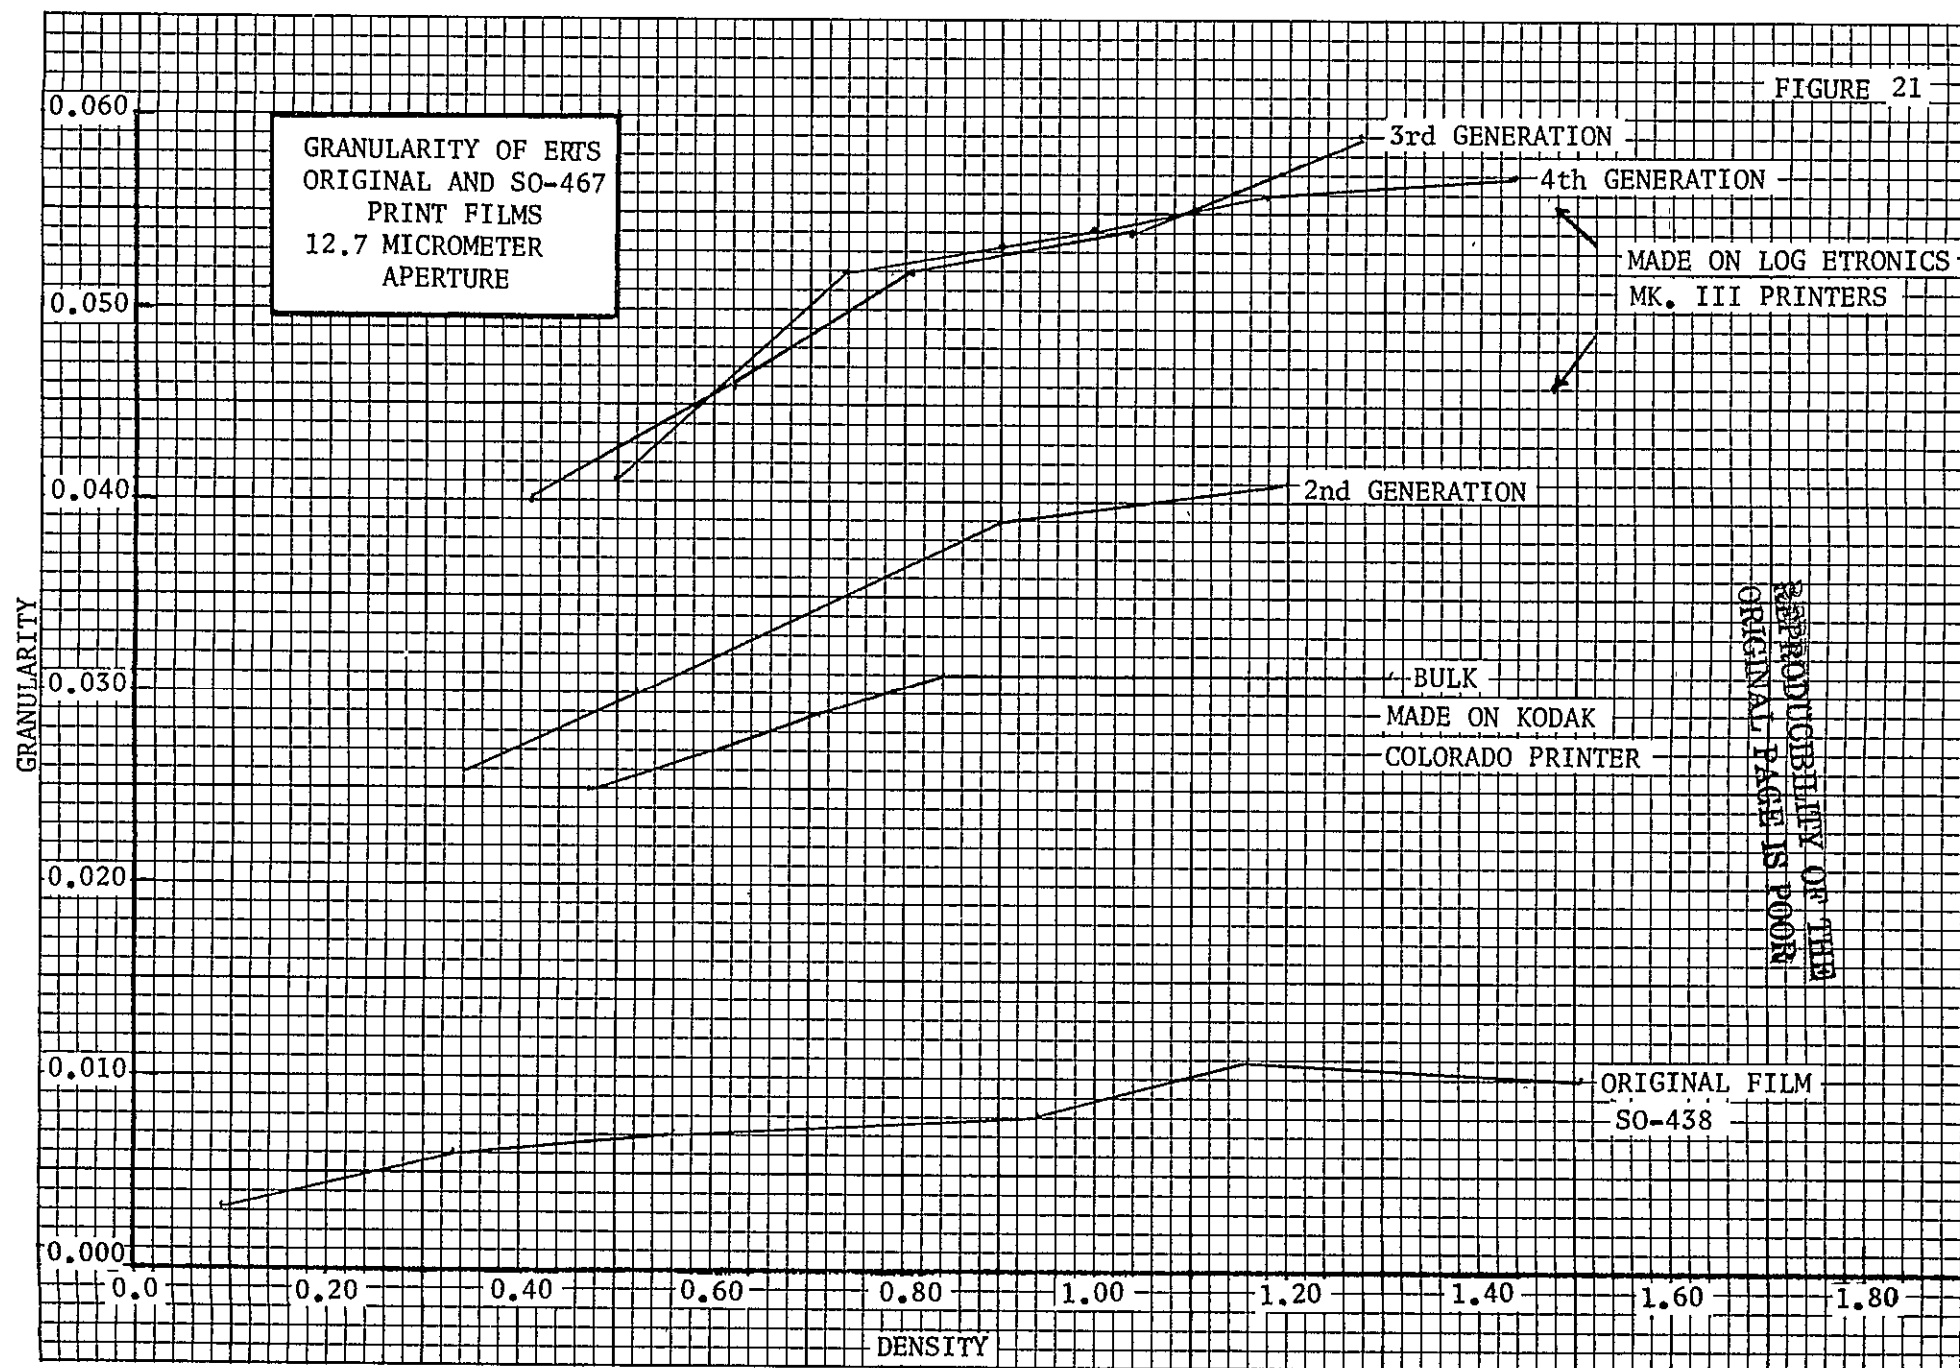 FIGURE 21
GRANULARITY OF ERTS
ORIGINAL AND SO-467
PRINT FILMS
12.7 MICROMETER
APERTURE
3rd GENERATION
4th GENERATION
MADE ON LOG ETRONICS
MK. III PRINTERS
2nd GENERATION
BULK
MADE ON KODAK
COLORADO PRINTER
ORIGINAL FILM
SO-438
REPRODUCIBILITY OF THE
ORIGINAL PAGE IS POOR
GRANULARITY
0.060
0.050
0.040
0.030
0.020
0.010
0.000
0.0 0.20 0.40 0.60 0.80 1.00 1.20 1.40 1.60 1.80
DENSITY